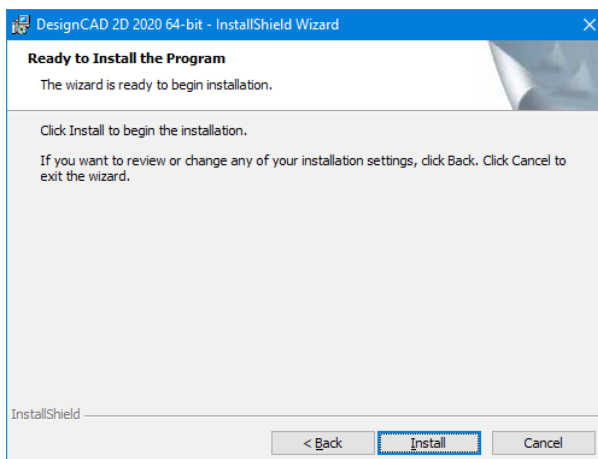 DesignCAD 2D 2020 64-bit - InstallShield Wizard
Ready to Install the Program
The wizard is ready to begin installation.
Click Install to begin the installation.
If you want to review or change any of your installation settings, click Back. Click Cancel to
exit the wizard.
InstallShield
< Back
Install
Cancel